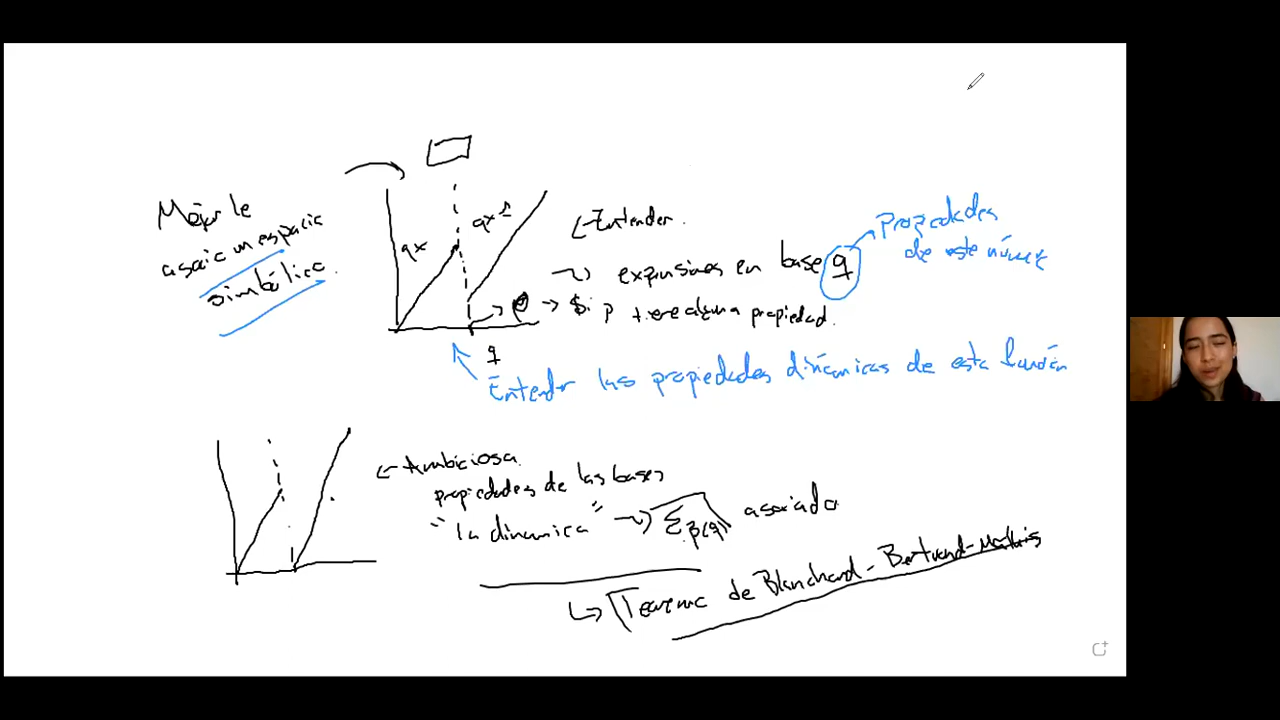 Mejor le
asocio un espacio
simbólico.
qx
qx-1
← Entender.
expansiones en base q
Propiedades
de este número
→ Si p tiene alguna propiedad.
q
Entender las propiedades dinámicas de esta función
← Ambiciosa.
propiedades de las bases
"la dinamica" → Σβ(q) asociado
↳ Teorema de Blanchard - Bertrand-Mathis